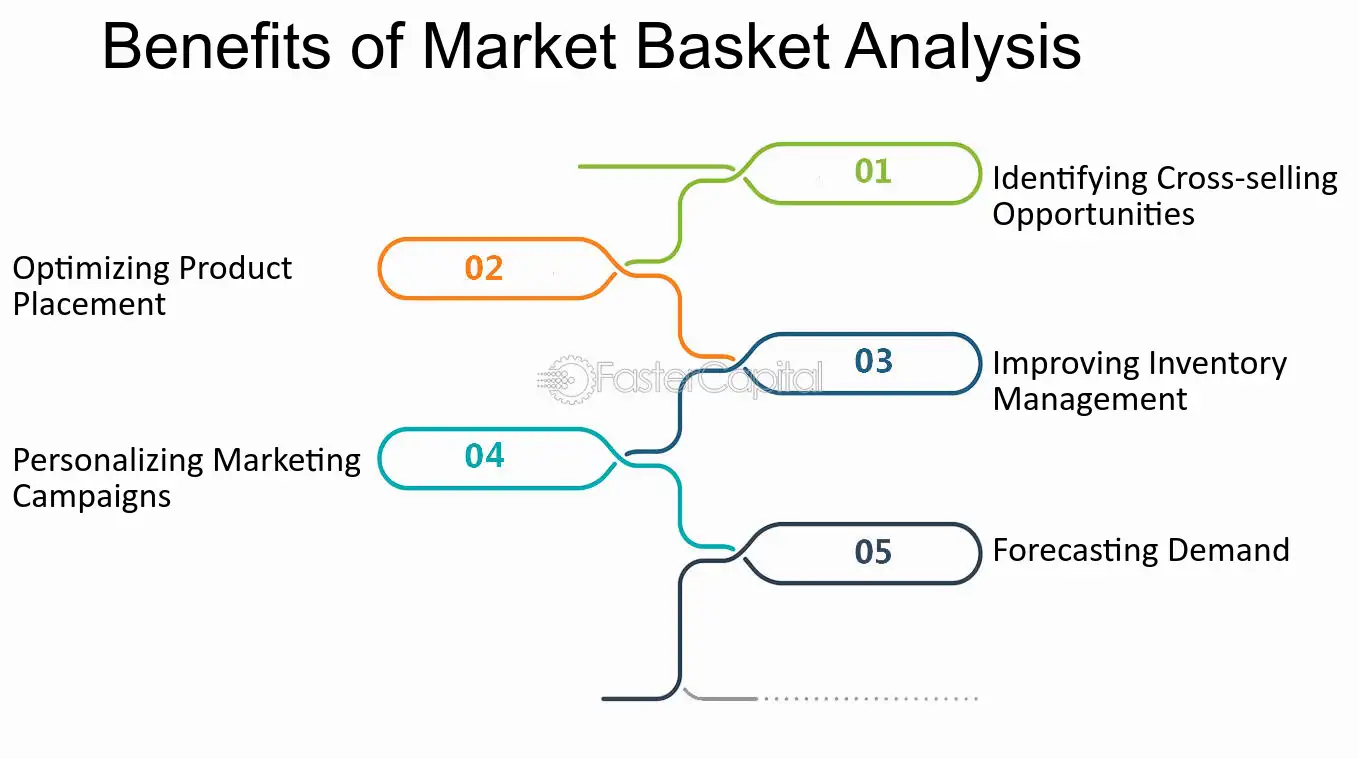 Benefits of Market Basket Analysis
01
Identifying Cross-selling
Opportunities
02
Optimizing Product
Placement
03
Improving Inventory
Management
FasterCapital
04
Personalizing Marketing
Campaigns
05
Forecasting Demand